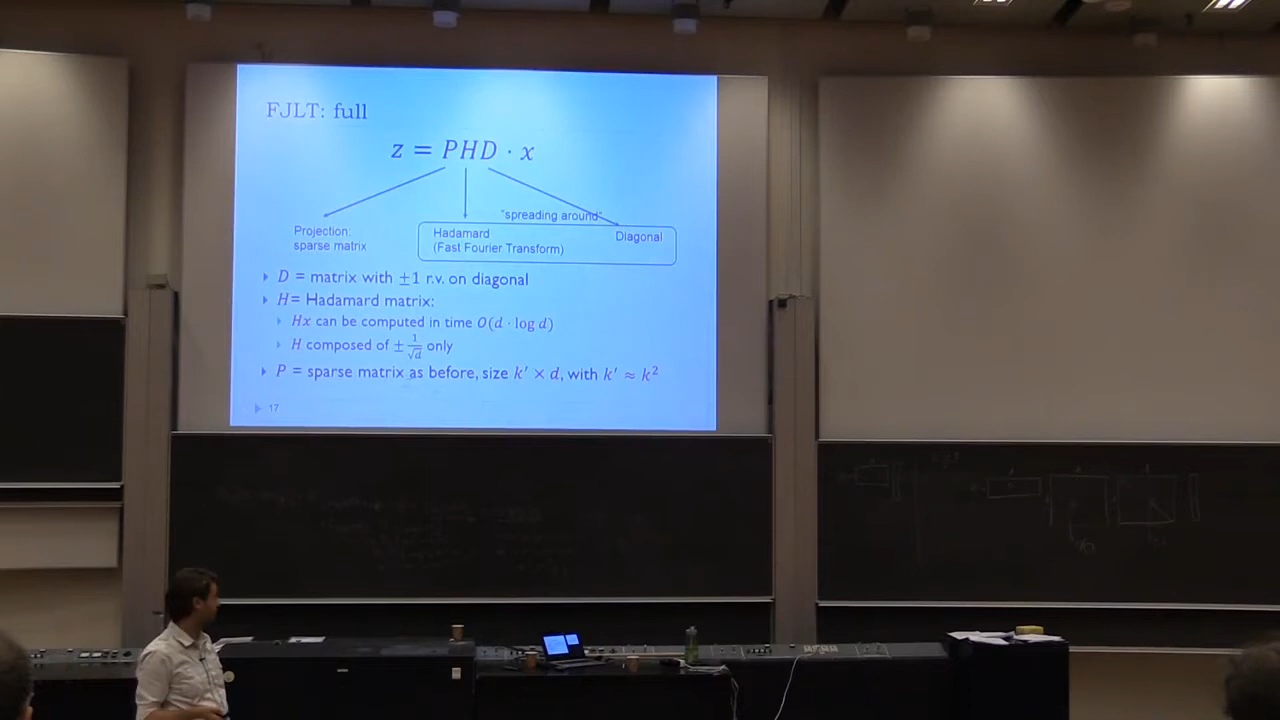 FJLT: full
z = PHD · x
"spreading around"
Projection:
sparse matrix
Hadamard
(Fast Fourier Transform)
Diagonal
D = matrix with ±1 r.v. on diagonal
H= Hadamard matrix:
Hx can be computed in time O(d · log d)
H composed of ± 1/√d only
P = sparse matrix as before, size k′ × d, with k′ ≈ k²
17